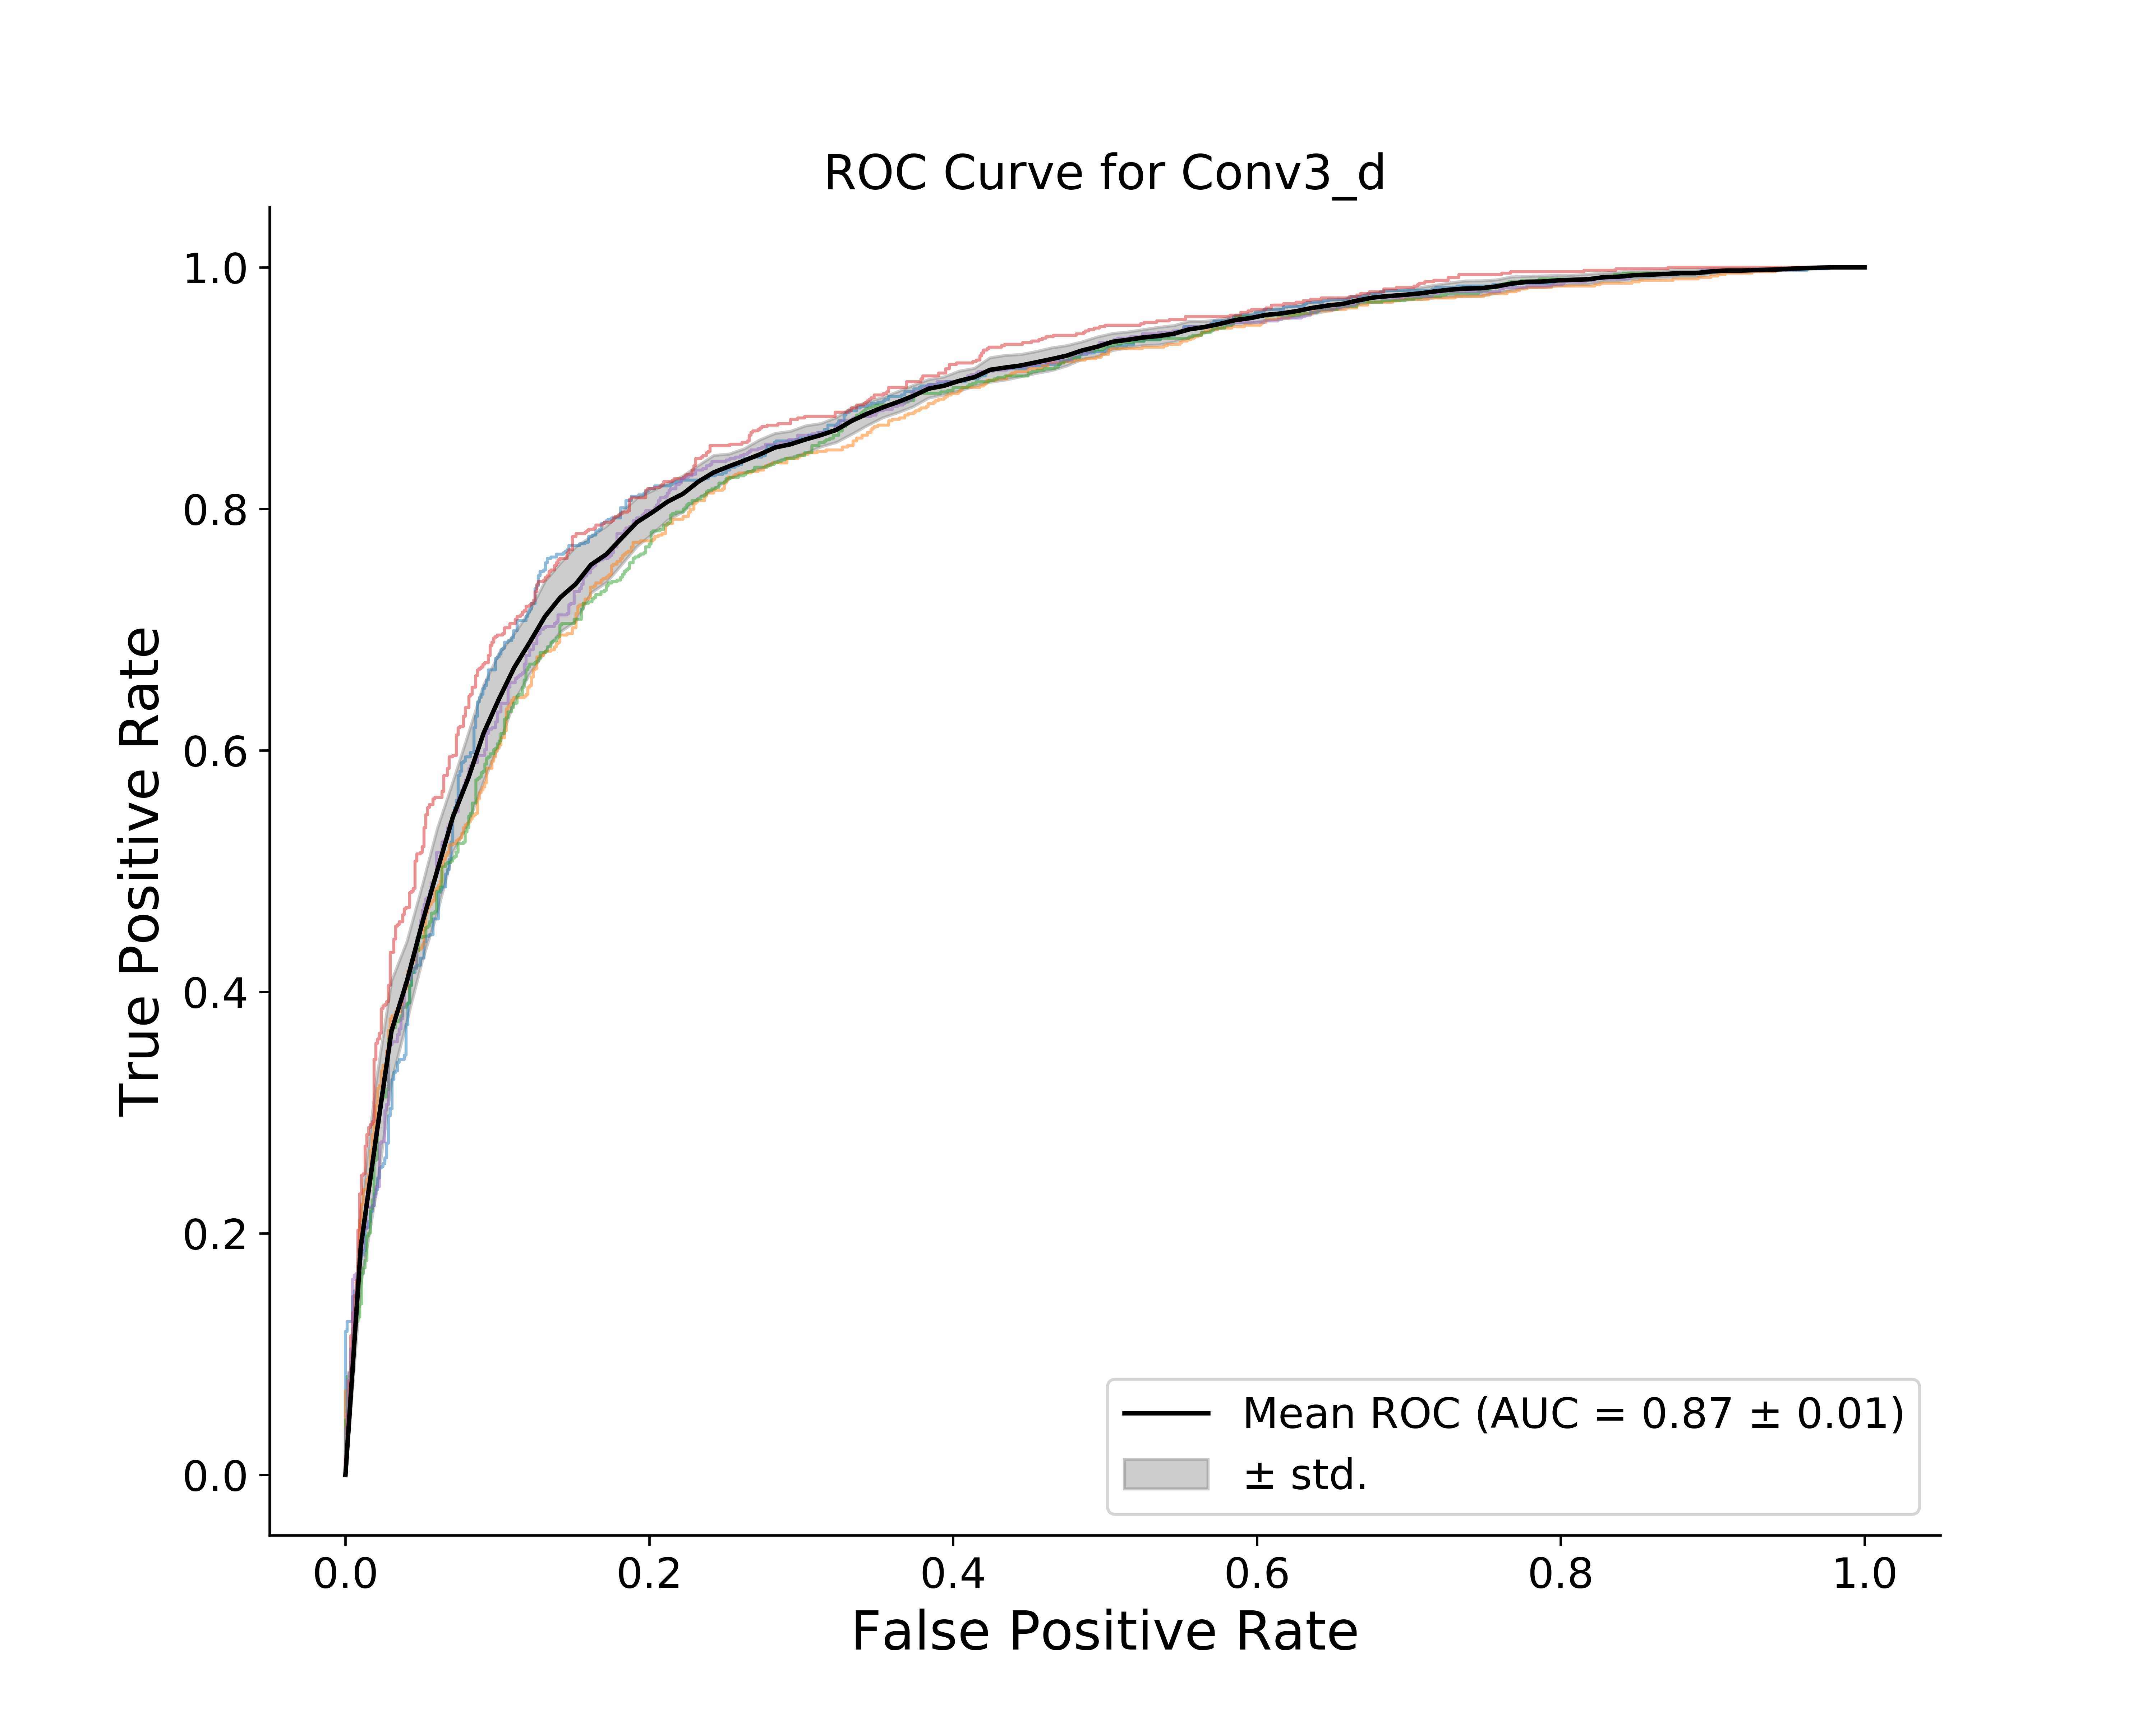 ROC Curve for Conv3_d
1.0
0.8
0.6
0.4
0.2
0.0
True Positive Rate
Mean ROC (AUC = 0.87 ± 0.01)
± std.
0.0 0.2 0.4 0.6 0.8 1.0
False Positive Rate